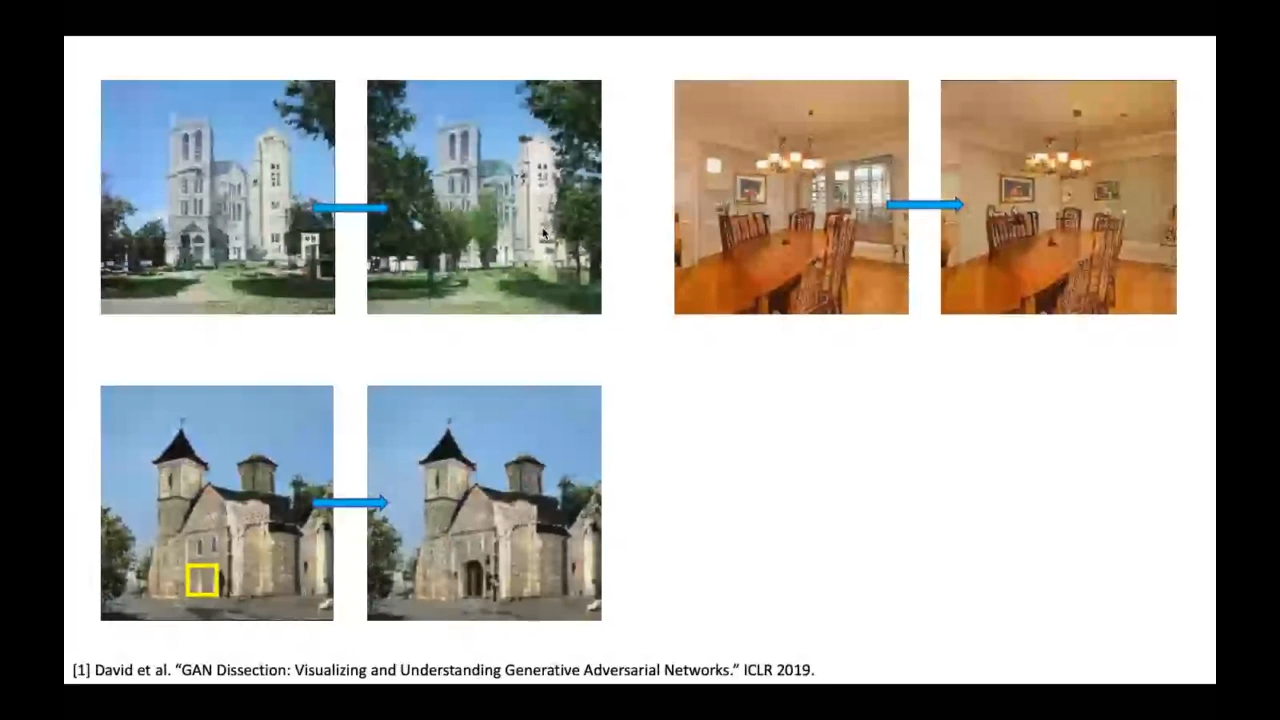 [1] David et al. “GAN Dissection: Visualizing and Understanding Generative Adversarial Networks.” ICLR 2019.